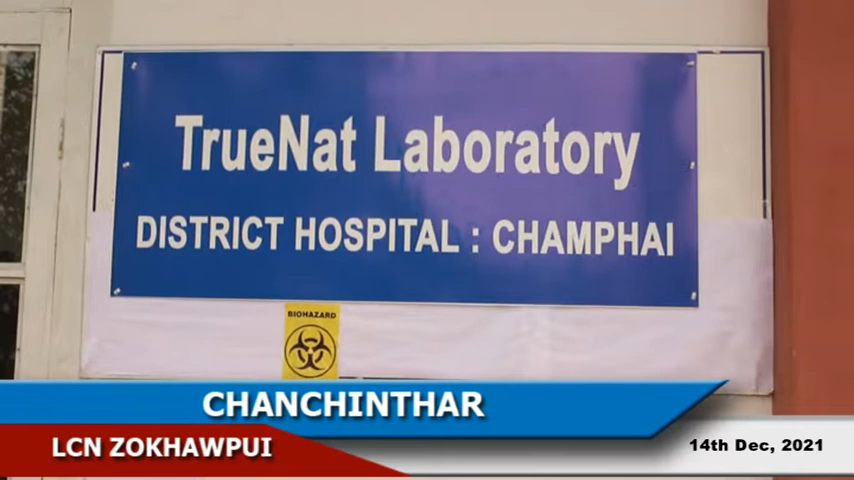 TrueNat Laboratory
DISTRICT HOSPITAL : CHAMPHAI
BIOHAZARD
CHANCHINTHAR
LCN ZOKHAWPUI
14th Dec, 2021